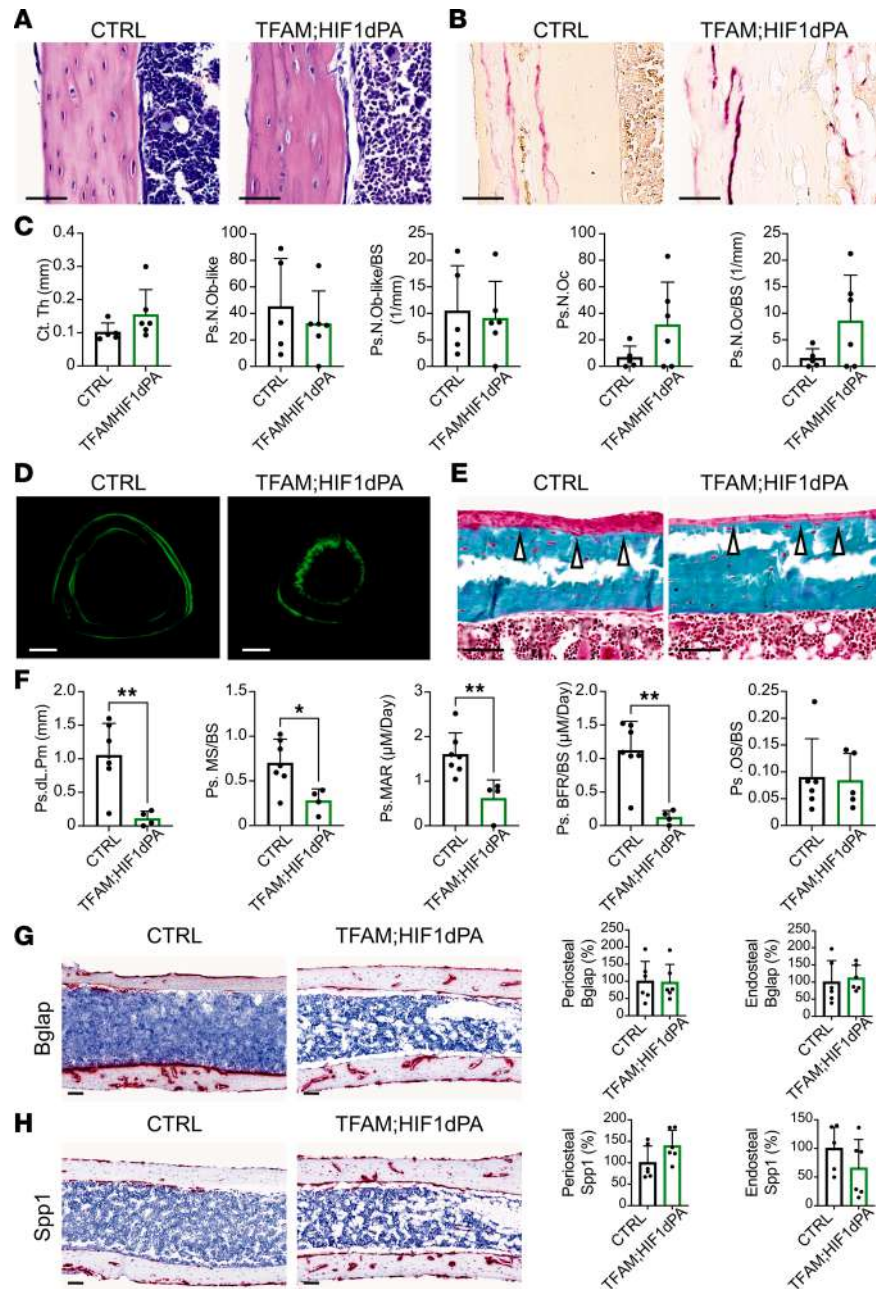 A
CTRL
TFAM;HIF1dPA
B
CTRL
TFAM;HIF1dPA
C
Ct. Th (mm)
0.4
0.3
0.2
0.1
0
CTRL
TFAMHIF1dPA
Ps.N.Ob-like
100
80
60
40
20
0
CTRL
TFAMHIF1dPA
Ps.N.Ob-like/BS
(1/mm)
25
20
15
10
5
0
CTRL
TFAMHIF1dPA
Ps.N.Oc
100
80
60
40
20
0
CTRL
TFAMHIF1dPA
Ps.N.Oc/BS (1/mm)
25
20
15
10
5
0
CTRL
TFAMHIF1dPA
D
CTRL
TFAM;HIF1dPA
E
CTRL
TFAM;HIF1dPA
F
Ps.dL.Pm (mm)
2.0
1.5
1.0
0.5
0
**
CTRL
TFAM;HIF1dPA
Ps. MS/BS
1.5
1.0
0.5
0
*
CTRL
TFAM;HIF1dPA
Ps.MAR (µM/Day)
3
2
1
0
**
CTRL
TFAM;HIF1dPA
Ps. BFR/BS (µM/Day)
2.0
1.5
1.0
0.5
0
**
CTRL
TFAM;HIF1dPA
Ps .OS/BS
0.25
0.20
0.15
0.10
0.05
0
CTRL
TFAM;HIF1dPA
G
CTRL
TFAM;HIF1dPA
Bglap
Periosteal
Bglap (%)
250
200
150
100
50
0
CTRL
TFAM;HIF1dPA
Endosteal
Bglap (%)
250
200
150
100
50
0
CTRL
TFAM;HIF1dPA
H
CTRL
TFAM;HIF1dPA
Spp1
Periosteal
Spp1 (%)
200
150
100
50
0
CTRL
TFAM;HIF1dPA
Endosteal
Spp1 (%)
150
100
50
0
CTRL
TFAM;HIF1dPA